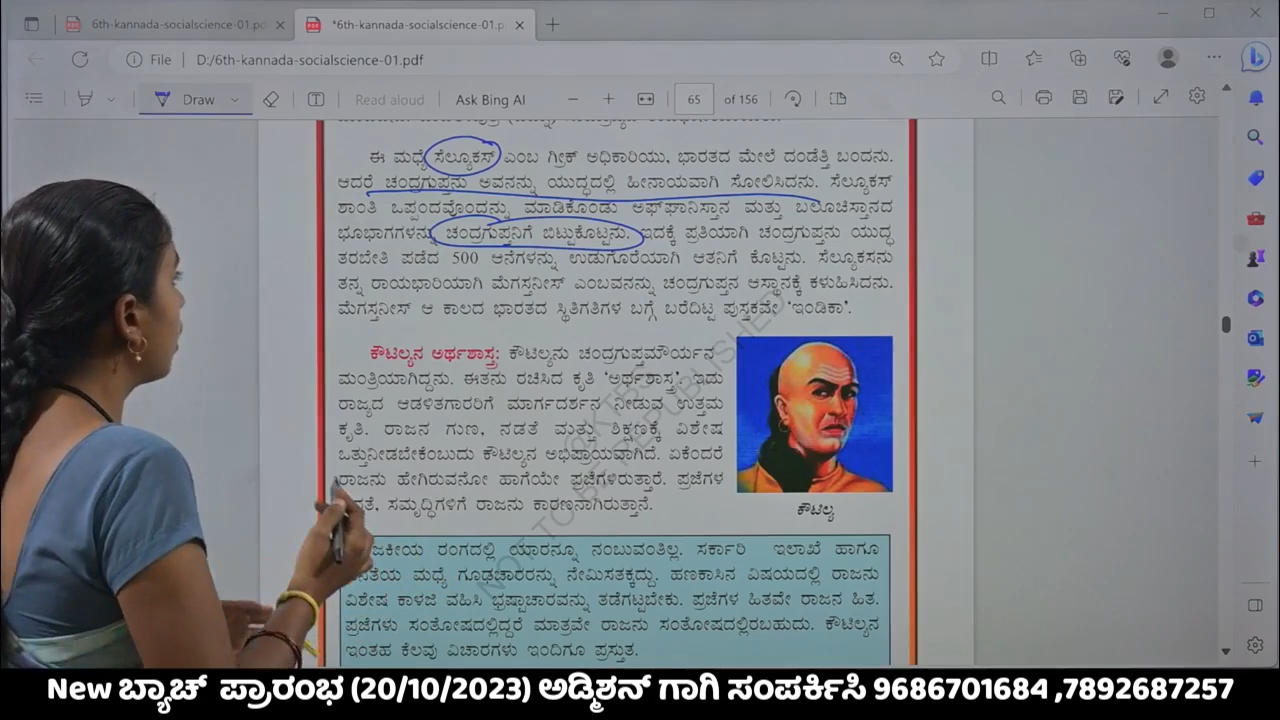 6th-kannada-socialscience-01.pd
*6th-kannada-socialscience-01.p
File D:/6th-kannada-socialscience-01.pdf
Draw Read aloud Ask Bing AI 65 of 156
ಈ ಮಧ್ಯೆ ಸೆಲ್ಯೂಕಸ್ ಎಂಬ ಗ್ರೀಕ್ ಅಧಿಕಾರಿಯು, ಭಾರತದ ಮೇಲೆ ದಂಡೆತ್ತಿ ಬಂದನು.
ಆದರೆ ಚಂದ್ರಗುಪ್ತನು ಅವನನ್ನು ಯುದ್ಧದಲ್ಲಿ ಹೀನಾಯವಾಗಿ ಸೋಲಿಸಿದನು. ಸೆಲ್ಯೂಕಸ್
ಶಾಂತಿ ಒಪ್ಪಂದವೊಂದನ್ನು ಮಾಡಿಕೊಂಡು ಅಫ್‌ಘಾನಿಸ್ತಾನ ಮತ್ತು ಬಲೂಚಿಸ್ತಾನದ
ಭೂಭಾಗಗಳನ್ನು ಚಂದ್ರಗುಪ್ತನಿಗೆ ಬಿಟ್ಟುಕೊಟ್ಟನು. ಇದಕ್ಕೆ ಪ್ರತಿಯಾಗಿ ಚಂದ್ರಗುಪ್ತನು ಯುದ್ಧ
ತರಬೇತಿ ಪಡೆದ 500 ಆನೆಗಳನ್ನು ಉಡುಗೊರೆಯಾಗಿ ಆತನಿಗೆ ಕೊಟ್ಟನು. ಸೆಲ್ಯೂಕಸನು
ತನ್ನ ರಾಯಭಾರಿಯಾಗಿ ಮೆಗಸ್ತನೀಸ್ ಎಂಬವನನ್ನು ಚಂದ್ರಗುಪ್ತನ ಆಸ್ಥಾನಕ್ಕೆ ಕಳುಹಿಸಿದನು.
ಮೆಗಸ್ತನೀಸ್ ಆ ಕಾಲದ ಭಾರತದ ಸ್ಥಿತಿಗತಿಗಳ ಬಗ್ಗೆ ಬರೆದಿಟ್ಟ ಪುಸ್ತಕವೇ 'ಇಂಡಿಕಾ'.
ಕೌಟಿಲ್ಯನ ಅರ್ಥಶಾಸ್ತ್ರ: ಕೌಟಿಲ್ಯನು ಚಂದ್ರಗುಪ್ತಮೌರ್ಯನ
ಮಂತ್ರಿಯಾಗಿದ್ದನು. ಈತನು ರಚಿಸಿದ ಕೃತಿ 'ಅರ್ಥಶಾಸ್ತ್ರ' ಇದು
ರಾಜ್ಯದ ಆಡಳಿತಗಾರರಿಗೆ ಮಾರ್ಗದರ್ಶನ ನೀಡುವ ಉತ್ತಮ
ಕೃತಿ. ರಾಜನ ಗುಣ, ನಡತೆ ಮತ್ತು ಶಿಕ್ಷಣಕ್ಕೆ ವಿಶೇಷ
ಒತ್ತುನೀಡಬೇಕೆಂಬುದು ಕೌಟಿಲ್ಯನ ಅಭಿಪ್ರಾಯವಾಗಿದೆ. ಏಕೆಂದರೆ
ರಾಜನು ಹೇಗಿರುವನೋ ಹಾಗೆಯೇ ಪ್ರಜೆಗಳಿರುತ್ತಾರೆ. ಪ್ರಜೆಗಳ
ಸಮೃದ್ಧಿಗಳಿಗೆ ರಾಜನು ಕಾರಣನಾಗಿರುತ್ತಾನೆ.
ಕೌಟಿಲ್ಯ
ರಂಗದಲ್ಲಿ ಯಾರನ್ನೂ ನಂಬುವಂತಿಲ್ಲ. ಸರ್ಕಾರಿ ಇಲಾಖೆ ಹಾಗೂ
ಮಧ್ಯೆ ಗೂಢಚಾರರನ್ನು ನೇಮಿಸತಕ್ಕದ್ದು. ಹಣಕಾಸಿನ ವಿಷಯದಲ್ಲಿ ರಾಜನು
ವಿಶೇಷ ಕಾಳಜಿ ವಹಿಸಿ ಭ್ರಷ್ಟಾಚಾರವನ್ನು ತಡೆಗಟ್ಟಬೇಕು. ಪ್ರಜೆಗಳ ಹಿತವೇ ರಾಜನ ಹಿತ.
ಪ್ರಜೆಗಳು ಸಂತೋಷದಲ್ಲಿದ್ದರೆ ಮಾತ್ರವೇ ರಾಜನು ಸಂತೋಷದಲ್ಲಿರಬಹುದು. ಕೌಟಿಲ್ಯನ
ಇಂತಹ ಕೆಲವು ವಿಚಾರಗಳು ಇಂದಿಗೂ ಪ್ರಸ್ತುತ.
@KTBS
NOT TO BE REPUBLISHED
New ಬ್ಯಾಚ್ ಪ್ರಾರಂಭ (20/10/2023) ಅಡ್ಮಿಶನ್ ಗಾಗಿ ಸಂಪರ್ಕಿಸಿ 9686701684 ,7892687257